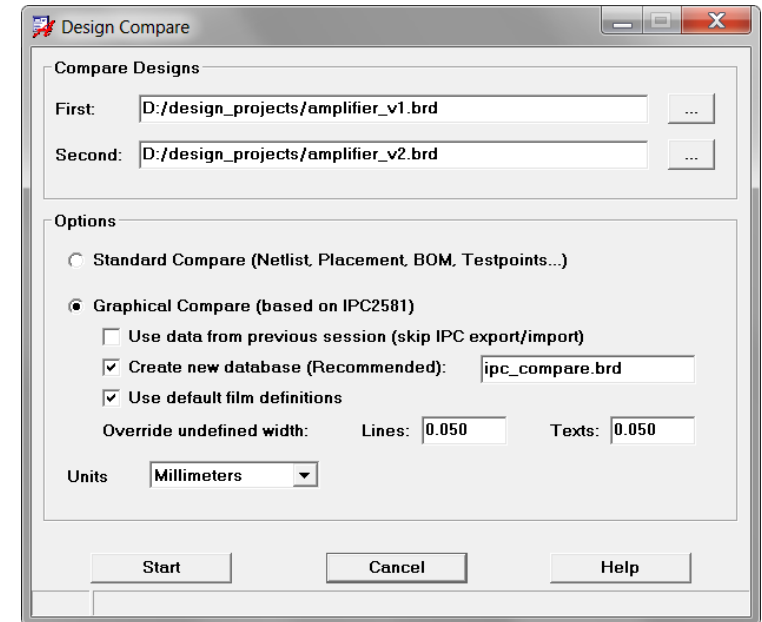 Design Compare
Compare Designs
First: D:/design_projects/amplifier_v1.brd ...
Second: D:/design_projects/amplifier_v2.brd ...
Options
Standard Compare (Netlist, Placement, BOM, Testpoints...)
Graphical Compare (based on IPC2581)
Use data from previous session (skip IPC export/import)
Create new database (Recommended): ipc_compare.brd
Use default film definitions
Override undefined width: Lines: 0.050 Texts: 0.050
Units Millimeters
Start Cancel Help